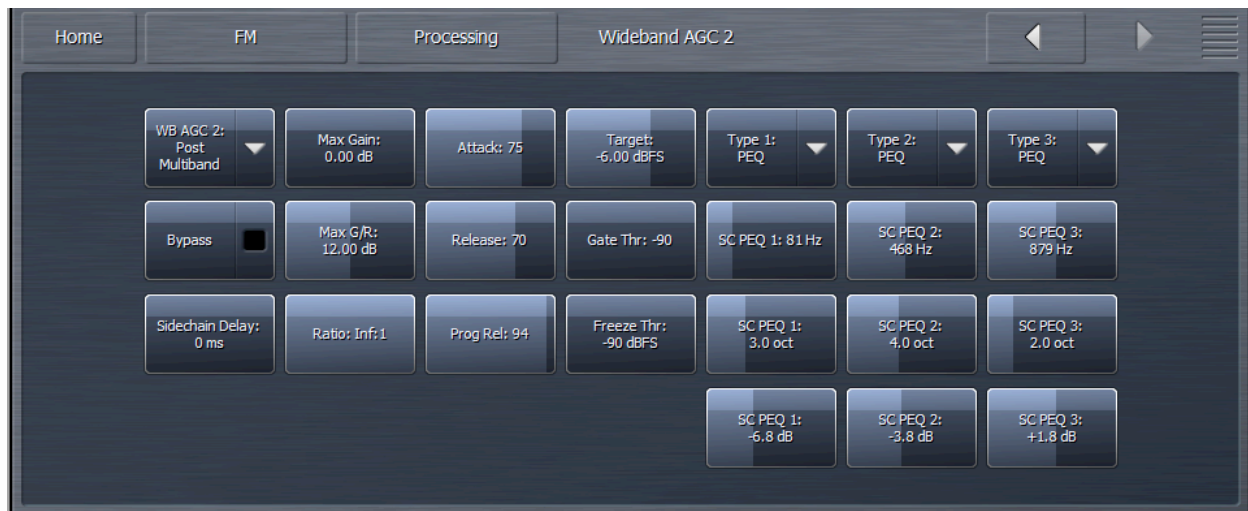 Home
FM
Processing
Wideband AGC 2
WB AGC 2:
Post
Multiband
Max Gain:
0.00 dB
Attack: 75
Target:
-6.00 dBFS
Type 1:
PEQ
Type 2:
PEQ
Type 3:
PEQ
Bypass
Max G/R:
12.00 dB
Release: 70
Gate Thr: -90
SC PEQ 1: 81 Hz
SC PEQ 2:
468 Hz
SC PEQ 3:
879 Hz
Sidechain Delay:
0 ms
Ratio: Inf:1
Prog Rel: 94
Freeze Thr:
-90 dBFS
SC PEQ 1:
3.0 oct
SC PEQ 2:
4.0 oct
SC PEQ 3:
2.0 oct
SC PEQ 1:
-6.8 dB
SC PEQ 2:
-3.8 dB
SC PEQ 3:
+1.8 dB